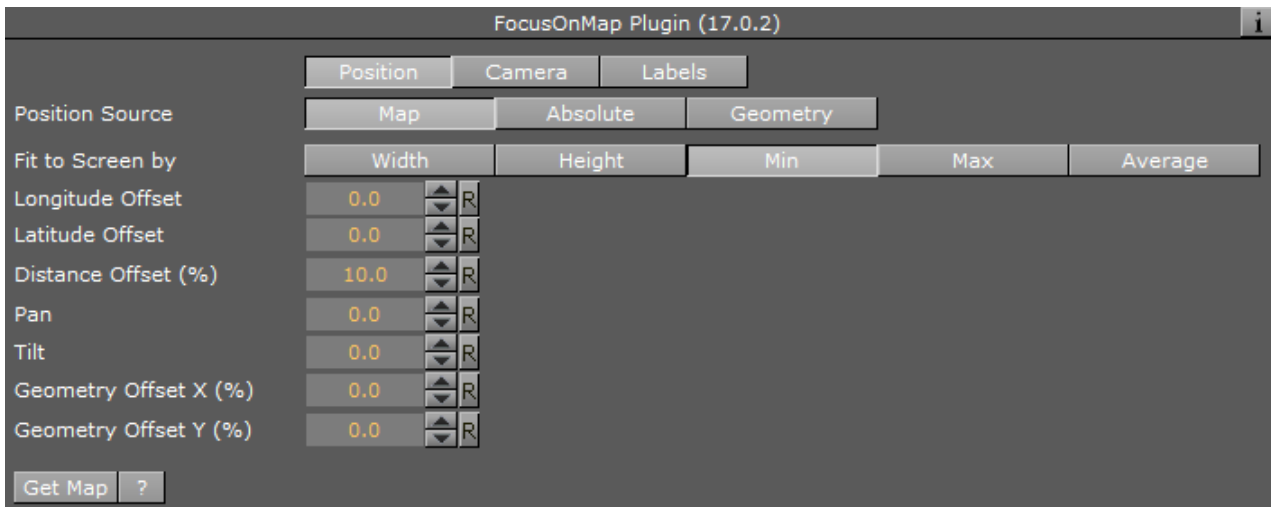 FocusOnMap Plugin (17.0.2) i
Position Camera Labels
Position Source Map Absolute Geometry
Fit to Screen by Width Height Min Max Average
Longitude Offset 0.0 R
Latitude Offset 0.0 R
Distance Offset (%) 10.0 R
Pan 0.0 R
Tilt 0.0 R
Geometry Offset X (%) 0.0 R
Geometry Offset Y (%) 0.0 R
Get Map ?